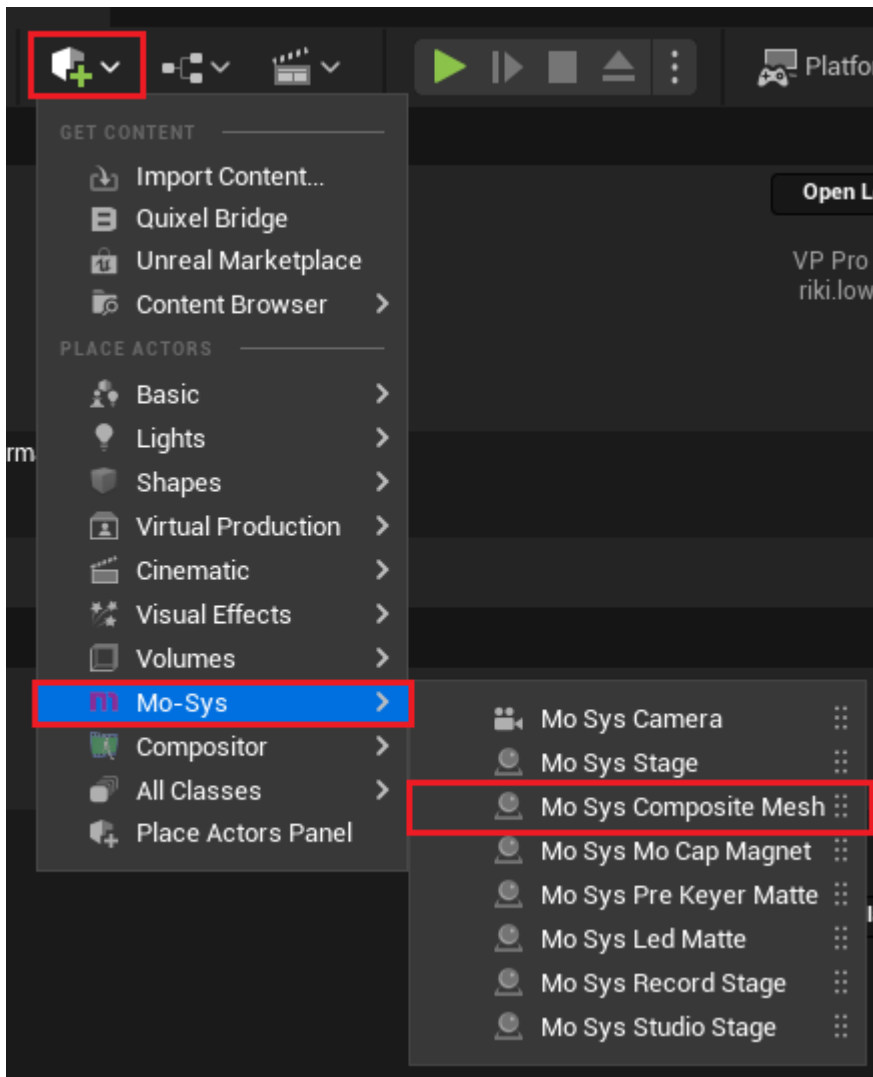 Platfo
GET CONTENT
Import Content...
Quixel Bridge
Unreal Marketplace
Content Browser
PLACE ACTORS
Basic
Lights
Shapes
Virtual Production
Cinematic
Visual Effects
Volumes
Mo-Sys
Compositor
All Classes
Place Actors Panel
Open L
VP Pro
riki.low
rm
Mo Sys Camera
Mo Sys Stage
Mo Sys Composite Mesh
Mo Sys Mo Cap Magnet
Mo Sys Pre Keyer Matte
Mo Sys Led Matte
Mo Sys Record Stage
Mo Sys Studio Stage